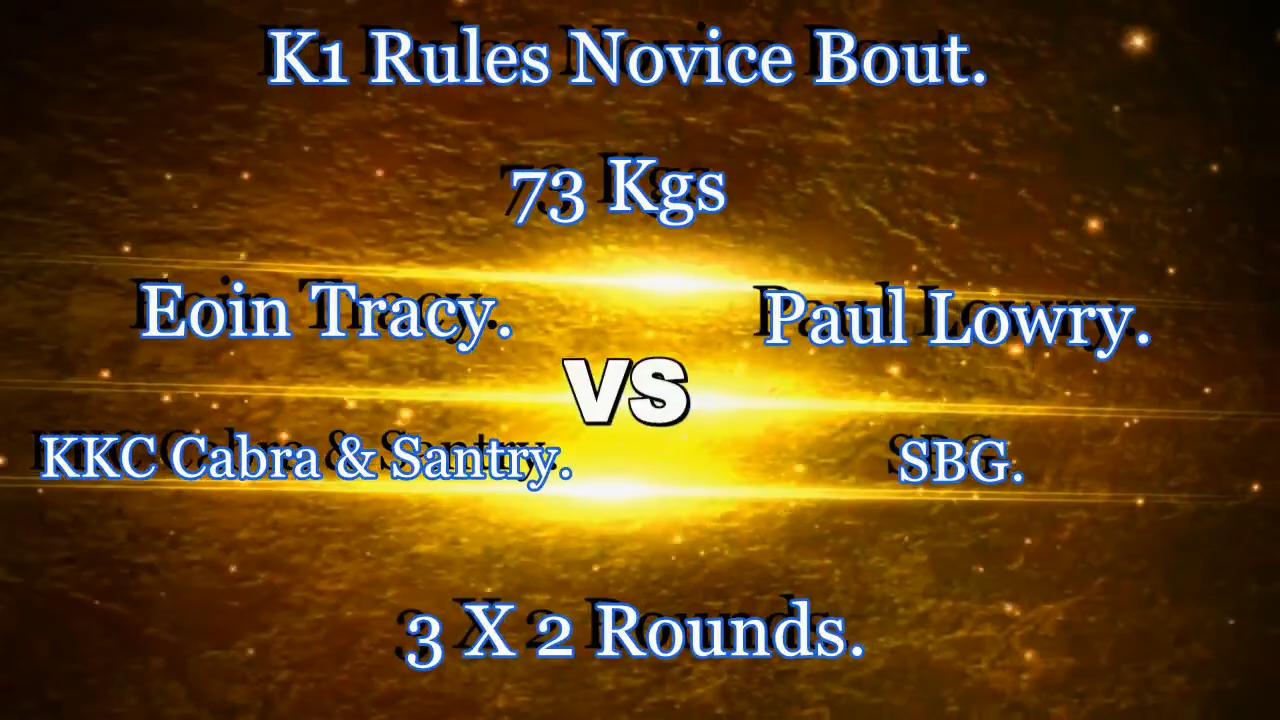 K1 Rules Novice Bout.
73 Kgs
Eoin Tracy.
Paul Lowry.
VS
KKC Cabra & Santry.
SBG.
3 X 2 Rounds.